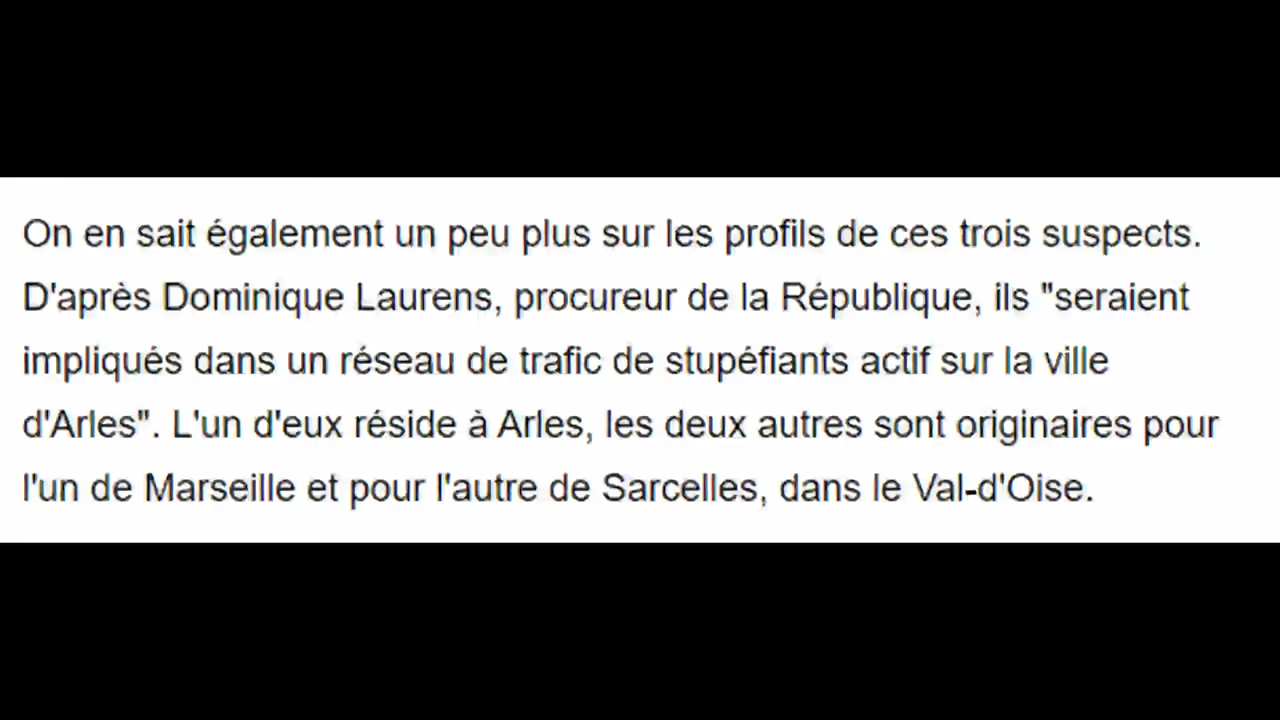 On en sait également un peu plus sur les profils de ces trois suspects.
D'après Dominique Laurens, procureur de la République, ils "seraient
impliqués dans un réseau de trafic de stupéfiants actif sur la ville
d'Arles". L'un d'eux réside à Arles, les deux autres sont originaires pour
l'un de Marseille et pour l'autre de Sarcelles, dans le Val-d'Oise.